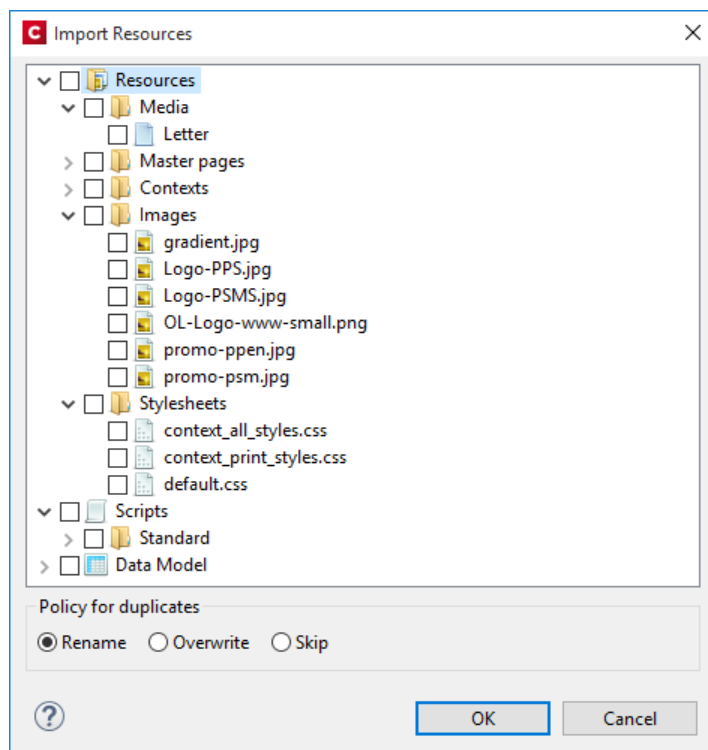 C Import Resources
Resources
Media
Letter
Master pages
Contexts
Images
gradient.jpg
Logo-PPS.jpg
Logo-PSMS.jpg
OL-Logo-www-small.png
promo-ppen.jpg
promo-psm.jpg
Stylesheets
context_all_styles.css
context_print_styles.css
default.css
Scripts
Standard
Data Model
Policy for duplicates
Rename Overwrite Skip
? OK Cancel